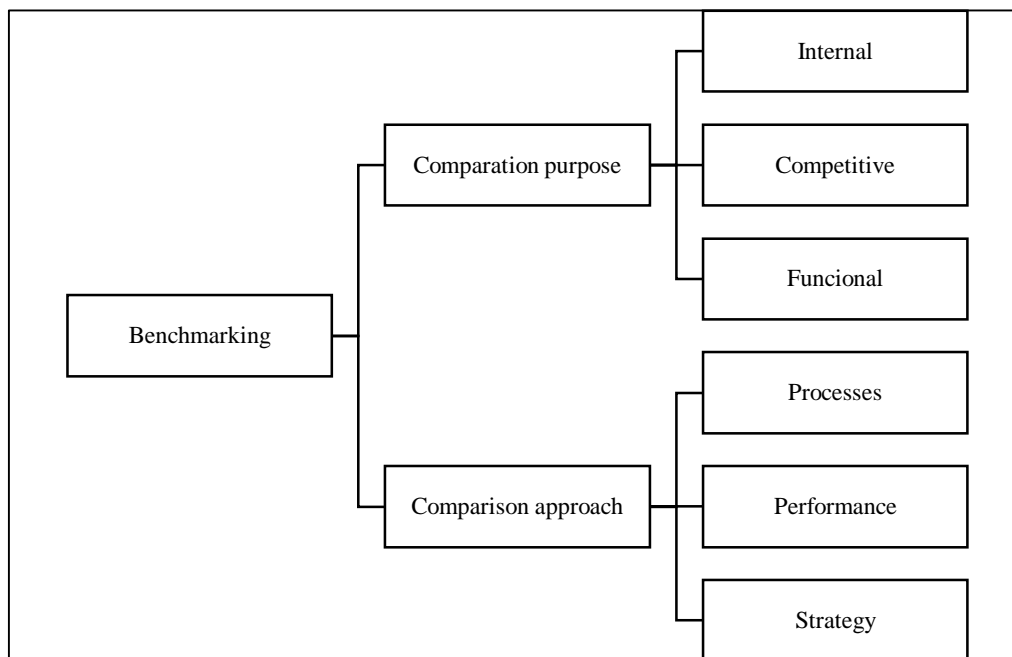 Internal
Comparation purpose
Competitive
Funcional
Benchmarking
Processes
Comparison approach
Performance
Strategy